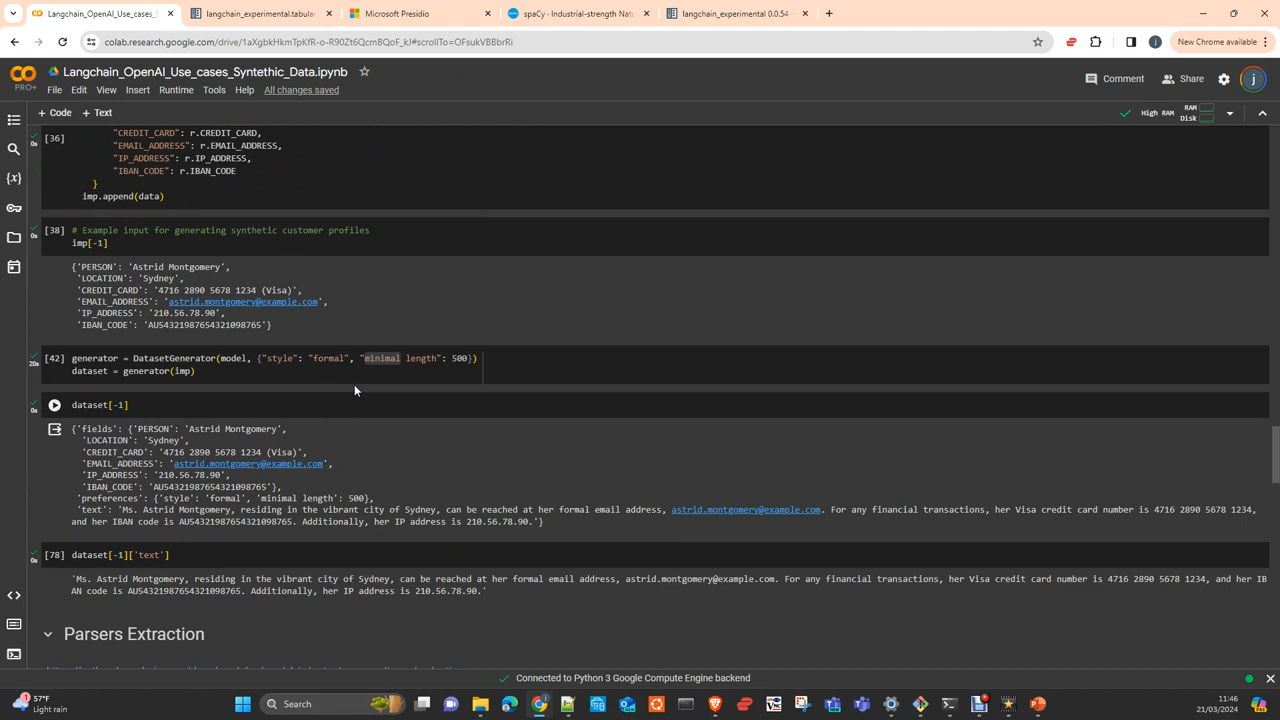 Langchain_OpenAI_Use_cases_S
langchain_experimental.tabular
Microsoft Presidio
spaCy · Industrial-strength Natu
langchain_experimental 0.0.54
colab.research.google.com/drive/1aXgbkHkmTpKfR-o-R90Zt6QcmBQoF_kJ#scrollTo=OFsukVBBbrRi
New Chrome available
PRO+
Langchain_OpenAI_Use_cases_Syntethic_Data.ipynb
Comment
Share
j
File Edit View Insert Runtime Tools Help All changes saved
+ Code + Text
High RAM
RAM
Disk
[36]
0s
"CREDIT_CARD": r.CREDIT_CARD,
"EMAIL_ADDRESS": r.EMAIL_ADDRESS,
"IP_ADDRESS": r.IP_ADDRESS,
"IBAN_CODE": r.IBAN_CODE
}
imp.append(data)
[38] # Example input for generating synthetic customer profiles
0s
imp[-1]
{'PERSON': 'Astrid Montgomery',
'LOCATION': 'Sydney',
'CREDIT_CARD': '4716 2890 5678 1234 (Visa)',
'EMAIL_ADDRESS': 'astrid.montgomery@example.com',
'IP_ADDRESS': '210.56.78.90',
'IBAN_CODE': 'AU54321987654321098765'}
[42] generator = DatasetGenerator(model, {"style": "formal", "minimal length": 500})
20s
dataset = generator(imp)
0s
dataset[-1]
{'fields': {'PERSON': 'Astrid Montgomery',
'LOCATION': 'Sydney',
'CREDIT_CARD': '4716 2890 5678 1234 (Visa)',
'EMAIL_ADDRESS': 'astrid.montgomery@example.com',
'IP_ADDRESS': '210.56.78.90',
'IBAN_CODE': 'AU54321987654321098765'},
'preferences': {'style': 'formal', 'minimal length': 500},
'text': 'Ms. Astrid Montgomery, residing in the vibrant city of Sydney, can be reached at her formal email address, astrid.montgomery@example.com. For any financial transactions, her Visa credit card number is 4716 2890 5678 1234,
and her IBAN code is AU54321987654321098765. Additionally, her IP address is 210.56.78.90.'}
[78] dataset[-1]['text']
0s
'Ms. Astrid Montgomery, residing in the vibrant city of Sydney, can be reached at her formal email address, astrid.montgomery@example.com. For any financial transactions, her Visa credit card number is 4716 2890 5678 1234, and her IB
AN code is AU54321987654321098765. Additionally, her IP address is 210.56.78.90.'
Parsers Extraction
Connected to Python 3 Google Compute Engine backend
57°F
Light rain
Search
11:46
21/03/2024